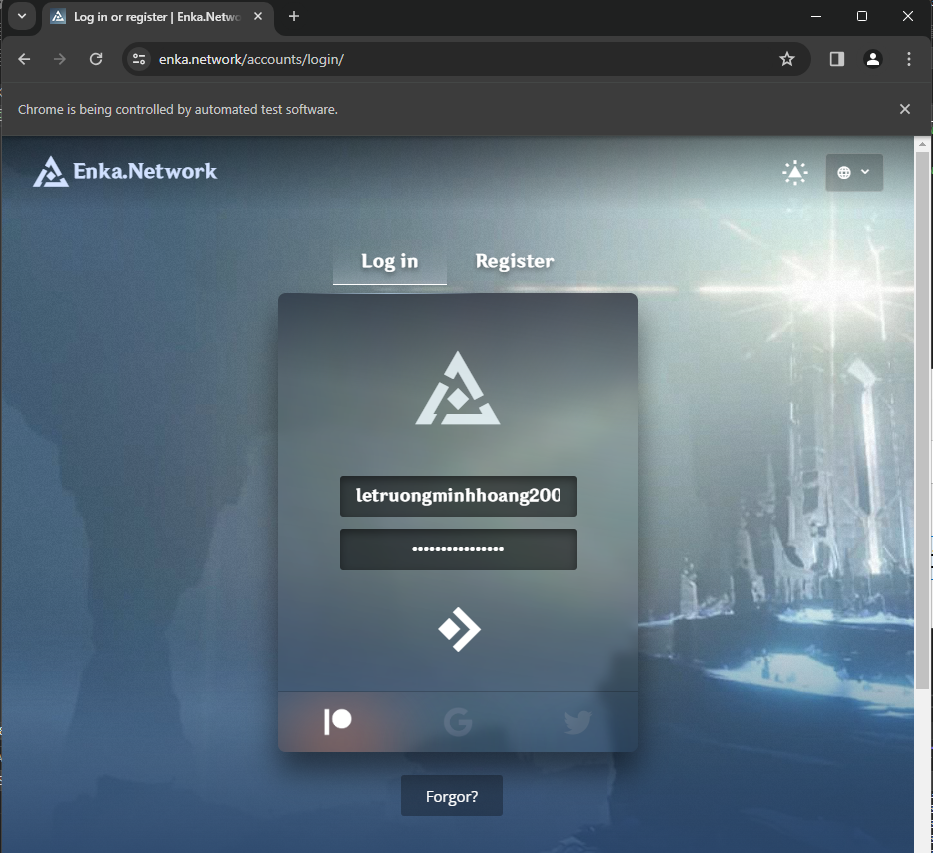 Log in or register | Enka.Netwo
enka.network/accounts/login/
Chrome is being controlled by automated test software.
Enka.Network
Log in
Register
letruongminhhoang200
••••••••••••••••
Forgor?